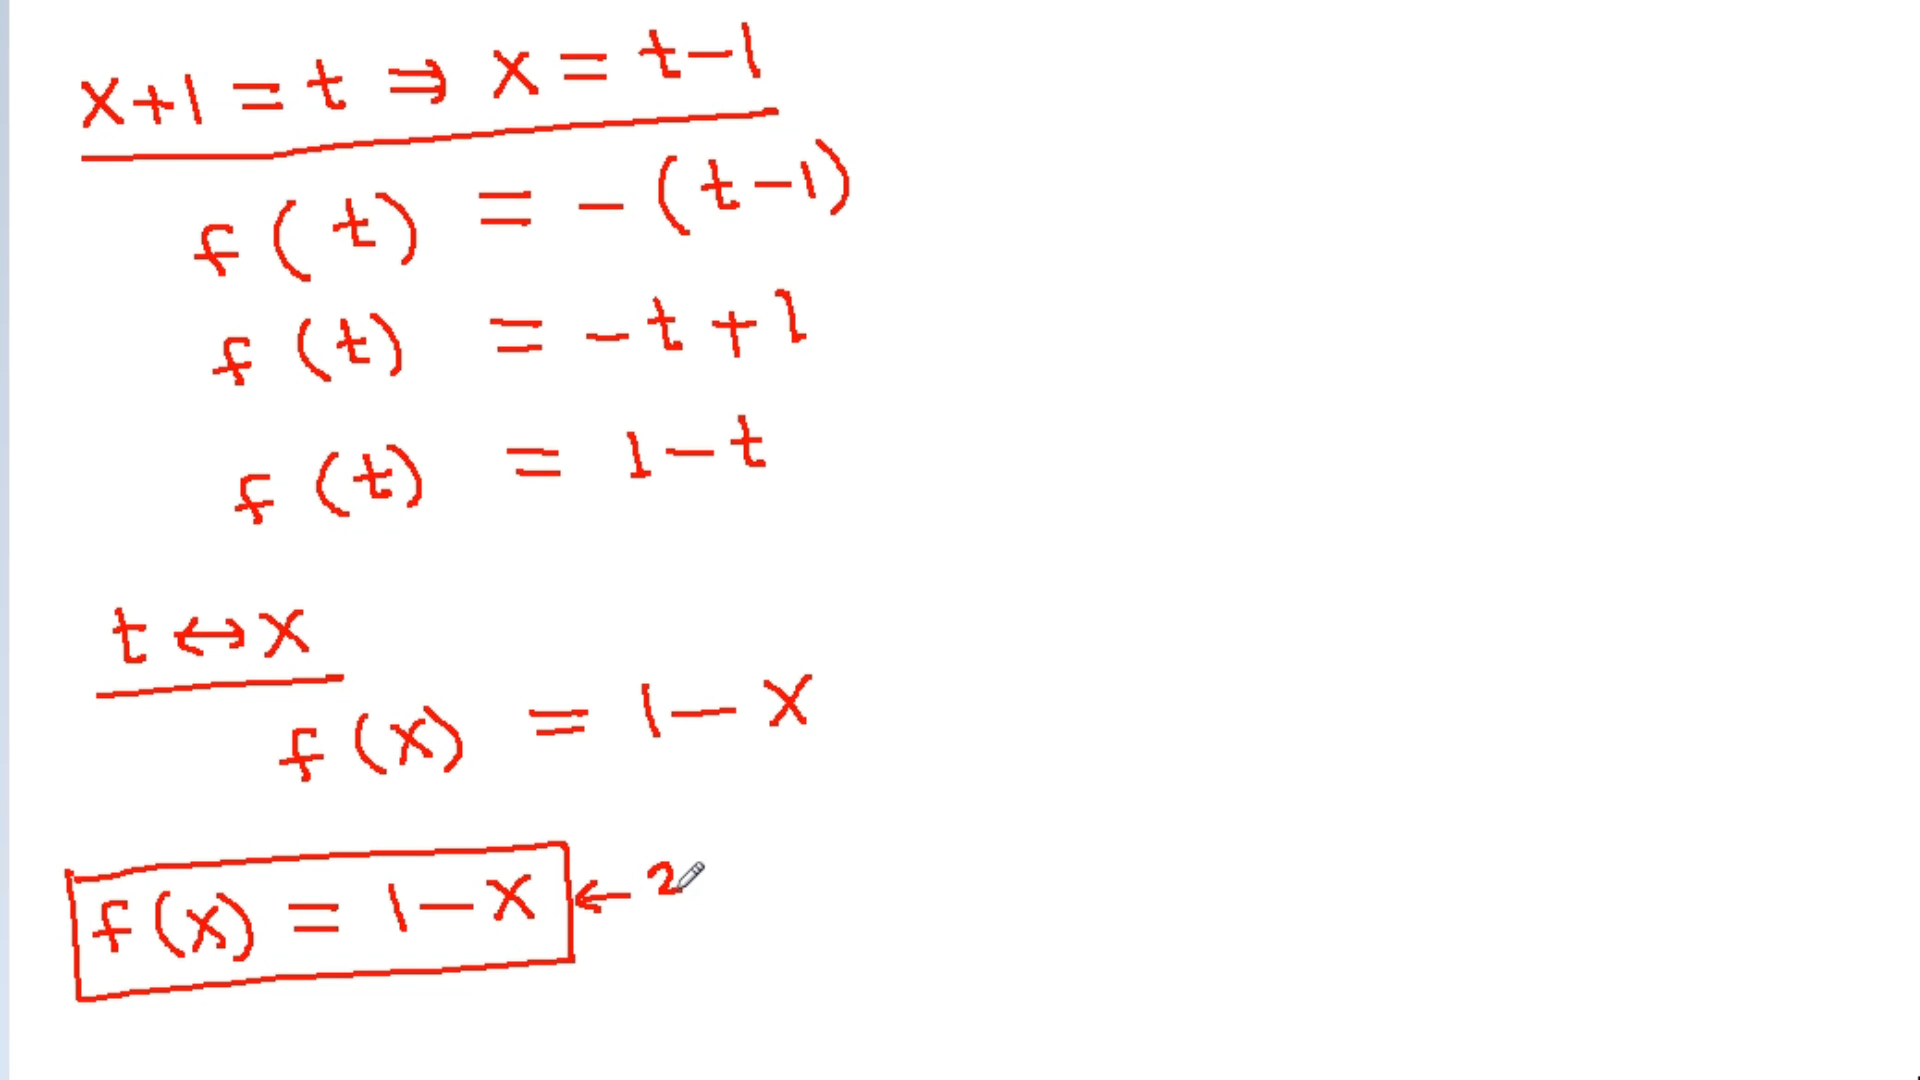 x+1 = t ⇒ x = t-1
f(t) = -(t-1)
f(t) = -t+1
f(t) = 1-t
t ↔ x
f(x) = 1-x
f(x) = 1-x ← 2